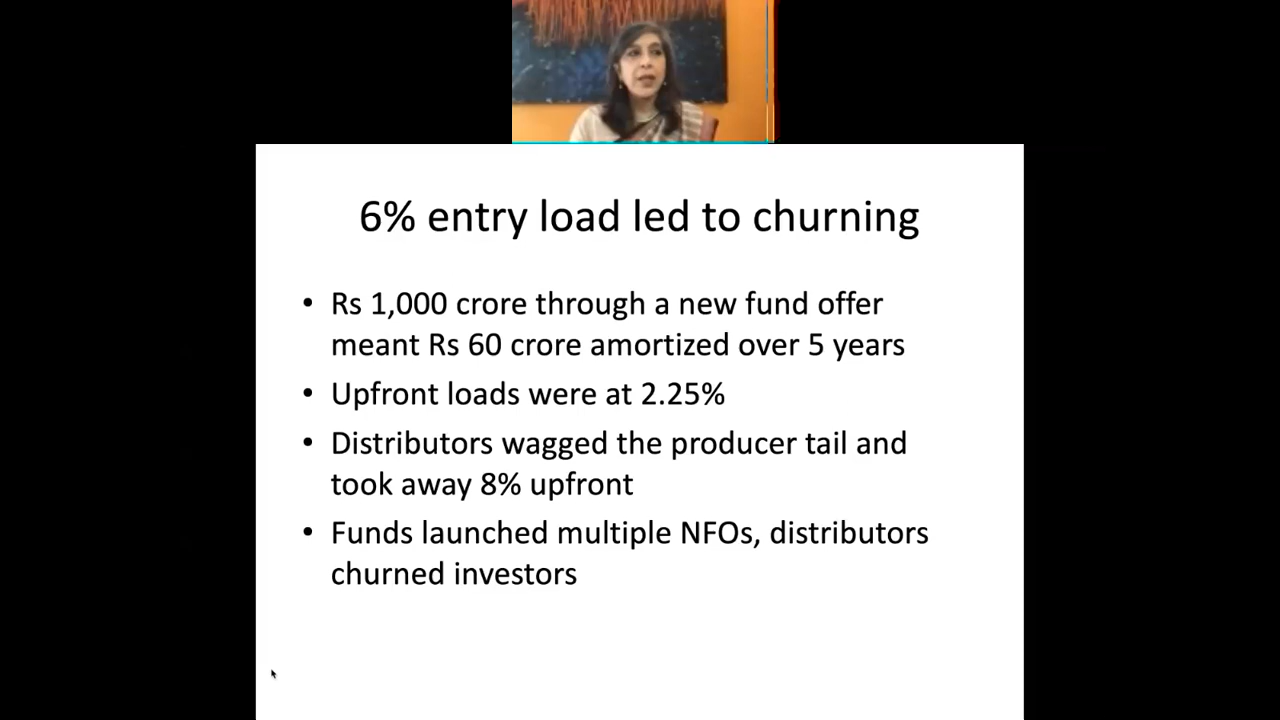 6% entry load led to churning
• Rs 1,000 crore through a new fund offer
meant Rs 60 crore amortized over 5 years
• Upfront loads were at 2.25%
• Distributors wagged the producer tail and
took away 8% upfront
• Funds launched multiple NFOs, distributors
churned investors